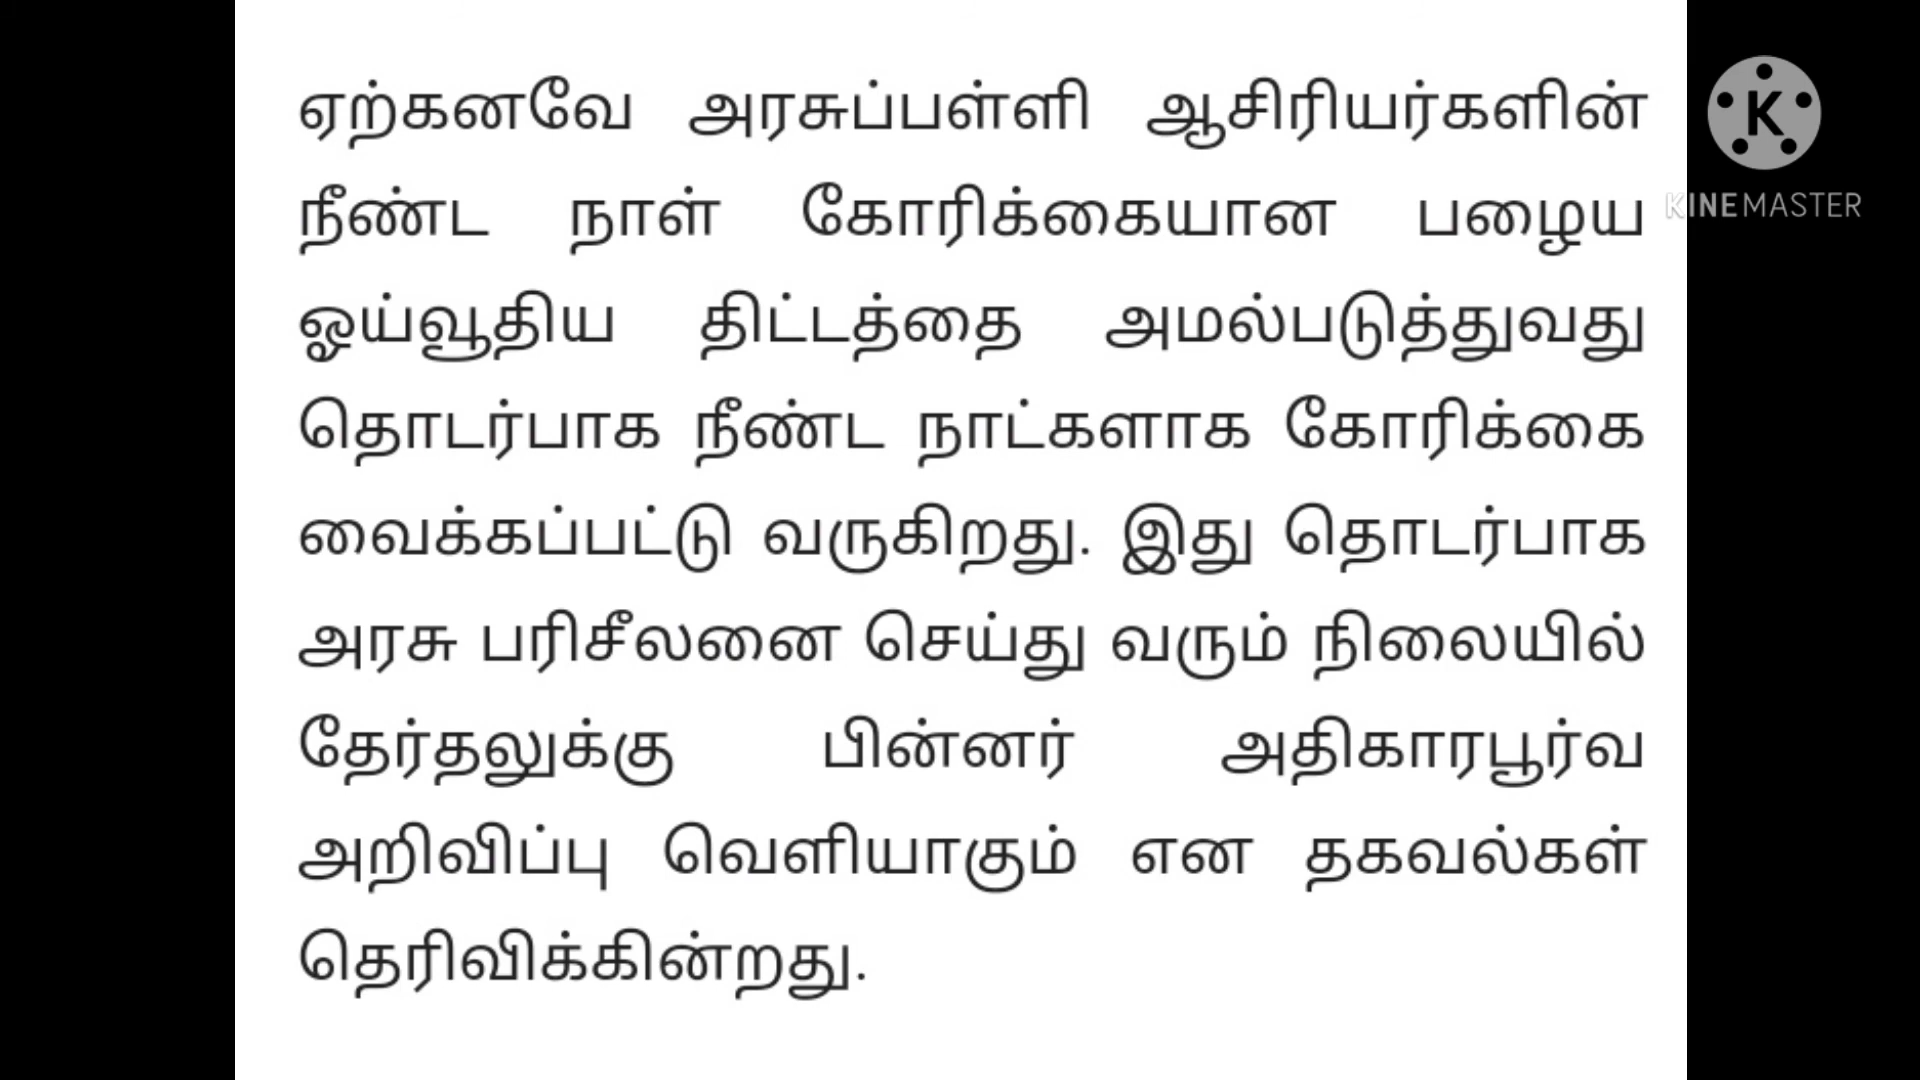 ஏற்கனவே அரசுப்பள்ளி ஆசிரியர்களின்
நீண்ட நாள் கோரிக்கையான பழைய
ஓய்வூதிய திட்டத்தை அமல்படுத்துவது
தொடர்பாக நீண்ட நாட்களாக கோரிக்கை
வைக்கப்பட்டு வருகிறது. இது தொடர்பாக
அரசு பரிசீலனை செய்து வரும் நிலையில்
தேர்தலுக்கு பின்னர் அதிகாரபூர்வ
அறிவிப்பு வெளியாகும் என தகவல்கள்
தெரிவிக்கின்றது.
K
KINEMASTER